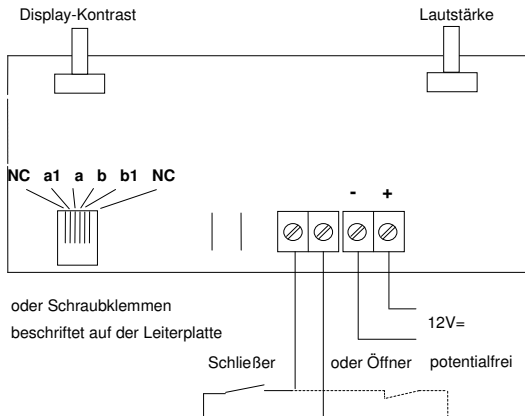 Display-Kontrast Lautstärke
NC a1 a b b1 NC
- +
oder Schraubklemmen
beschriftet auf der Leiterplatte
12V=
Schließer oder Öffner potentialfrei